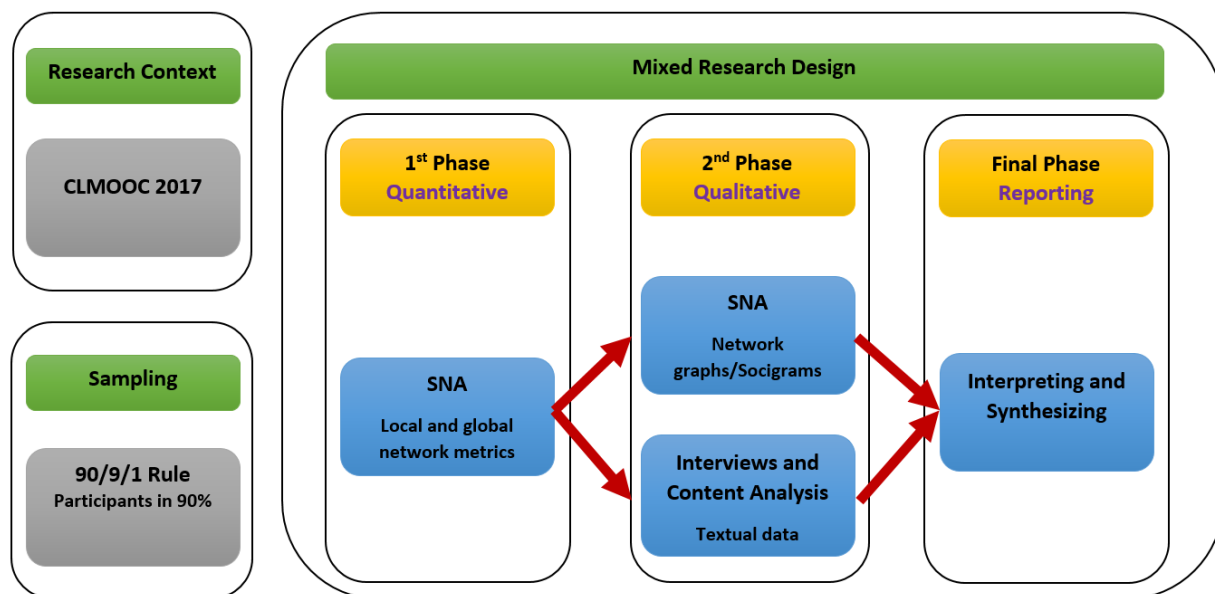 Research Context
CLMOOC 2017
Sampling
90/9/1 Rule
Participants in 90%
Mixed Research Design
1st Phase
Quantitative
SNA
Local and global
network metrics
2nd Phase
Qualitative
SNA
Network
graphs/Socigrams
Interviews and
Content Analysis
Textual data
Final Phase
Reporting
Interpreting and
Synthesizing